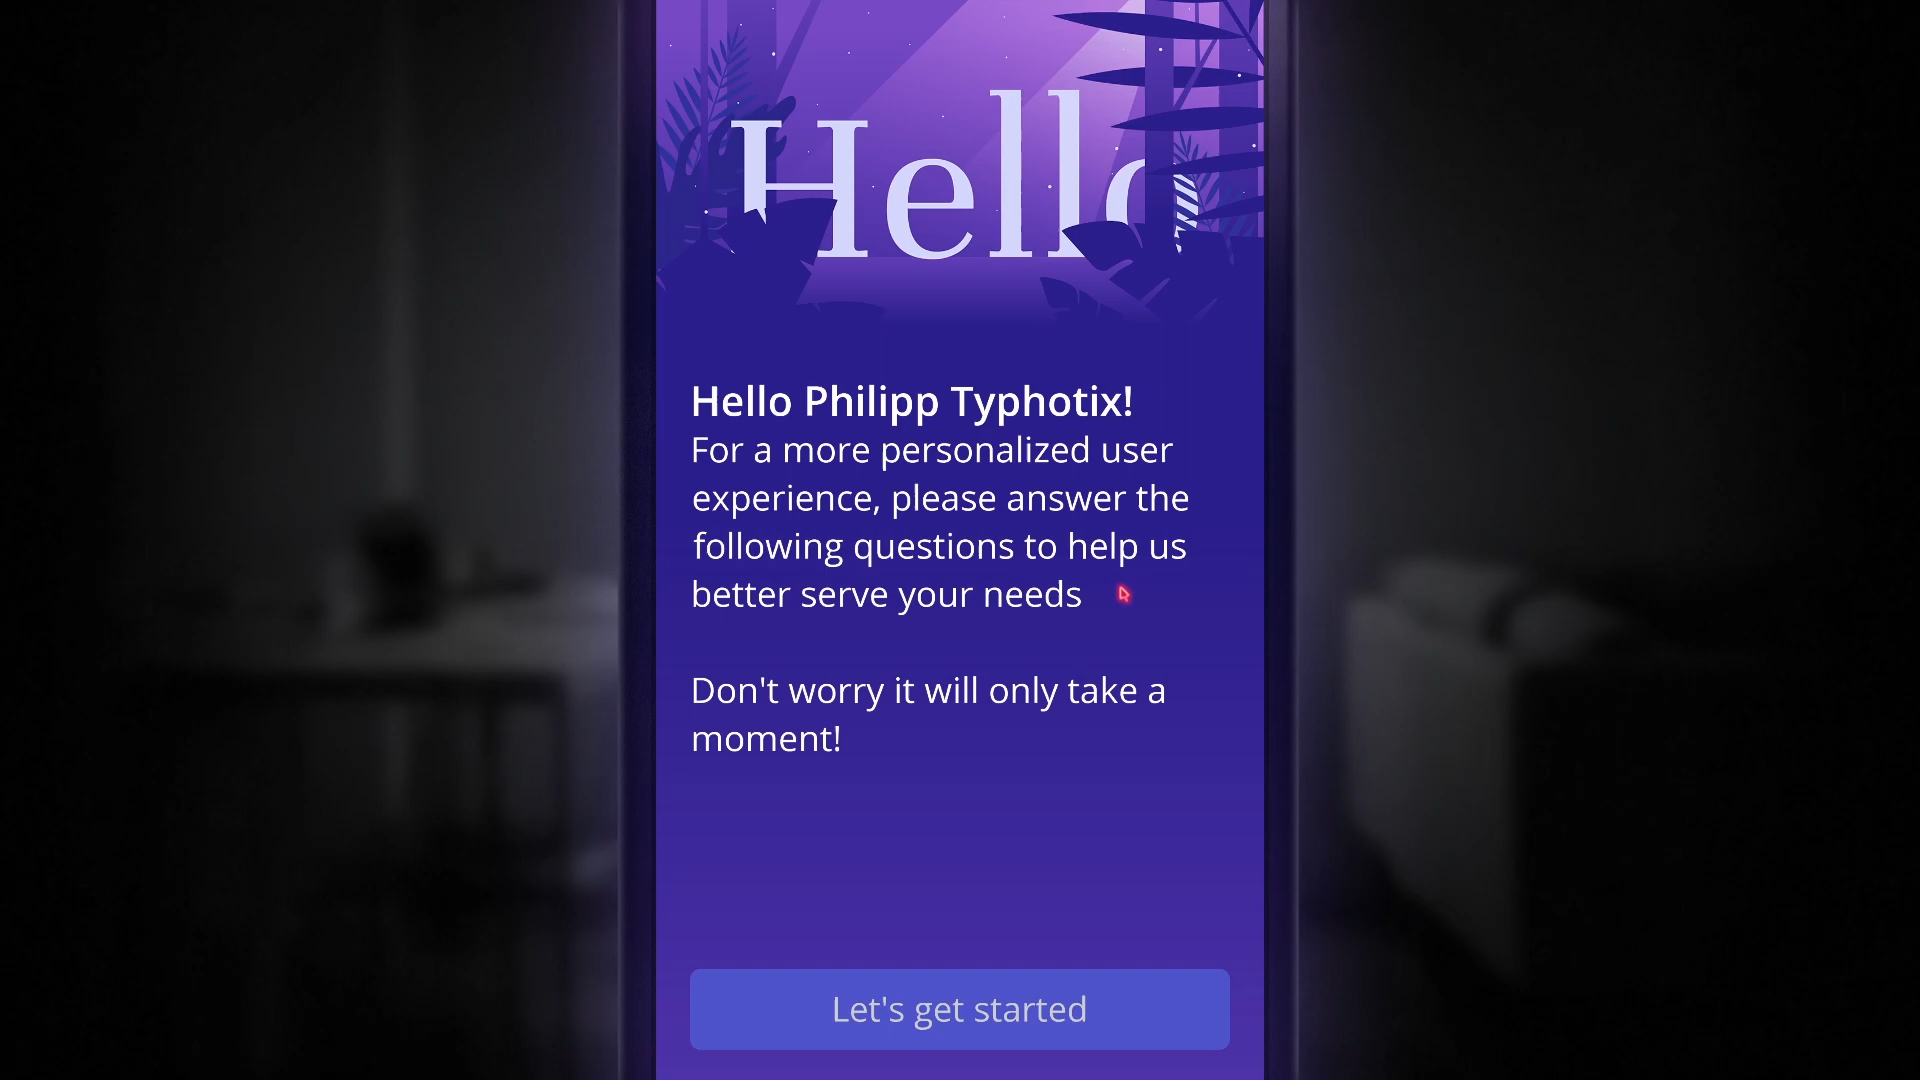 Hello
Hello Philipp Typhotix!
For a more personalized user
experience, please answer the
following questions to help us
better serve your needs
Don't worry it will only take a
moment!
Let's get started